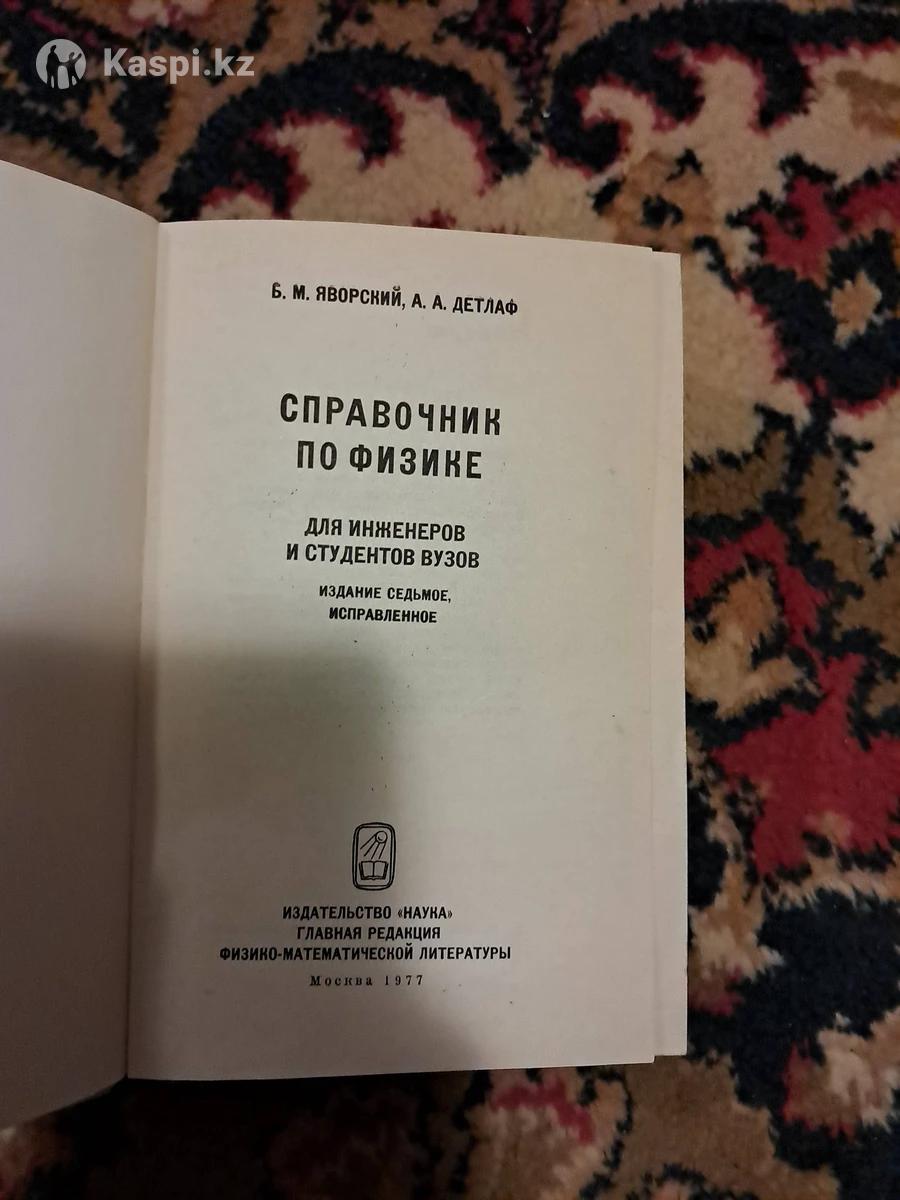 Kaspi.kz
Б. М. ЯВОРСКИЙ, А. А. ДЕТЛАФ
СПРАВОЧНИК
ПО ФИЗИКЕ
ДЛЯ ИНЖЕНЕРОВ
И СТУДЕНТОВ ВУЗОВ
ИЗДАНИЕ СЕДЬМОЕ,
ИСПРАВЛЕННОЕ
ИЗДАТЕЛЬСТВО «НАУКА»
ГЛАВНАЯ РЕДАКЦИЯ
ФИЗИКО-МАТЕМАТИЧЕСКОЙ ЛИТЕРАТУРЫ
Москва 1977